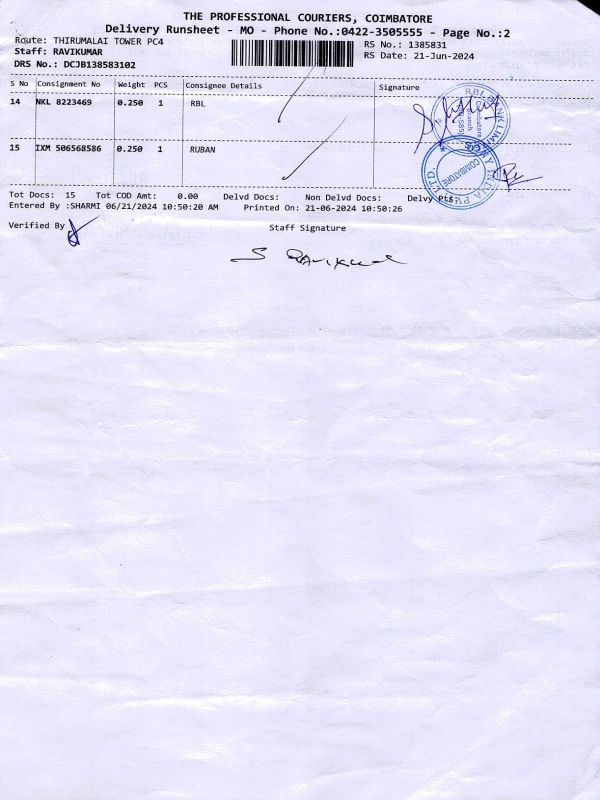 THE PROFESSIONAL COURIERS, COIMBATORE
Delivery Runsheet - MO - Phone No.:0422-3505555 - Page No.:2
Route: THIRUMALAI TOWER PC4
RS No.: 1385831
Staff: RAVIKUMAR
RS Date: 21-Jun-2024
DRS No.: DCJB138583102
S No Consignment No Weight PCS Consignee Details Signature
14 NKL 8223469 0.250 1 RBL
15 IXM 506568586 0.250 1 RUBAN
Tot Docs: 15 Tot COD Amt: 0.00 Delvd Docs: Non Delvd Docs: Delvy Pts:
Entered By :SHARMI 06/21/2024 10:50:20 AM Printed On: 21-06-2024 10:50:26
Verified By
Staff Signature
S Ravikumar